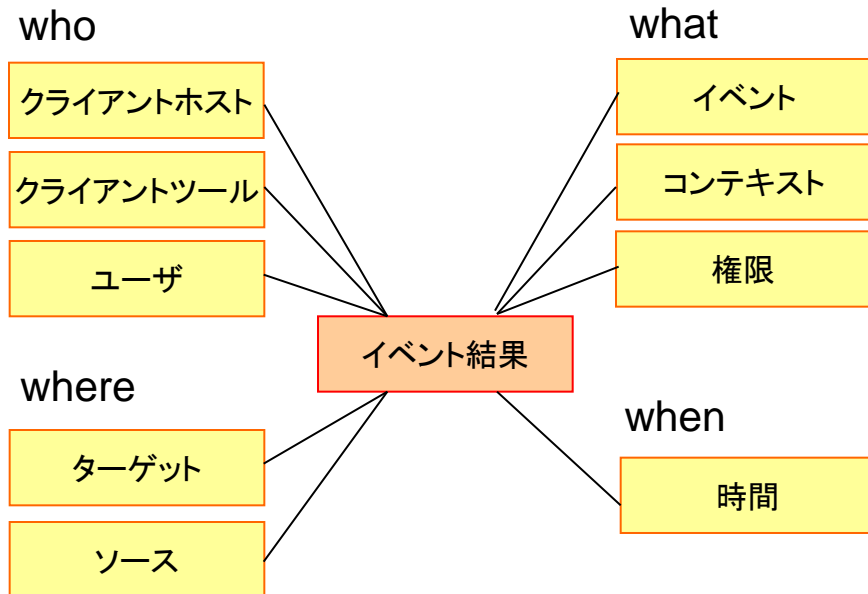 who
クライアントホスト
クライアントツール
ユーザ
what
イベント
コンテキスト
権限
イベント結果
where
ターゲット
ソース
when
時間